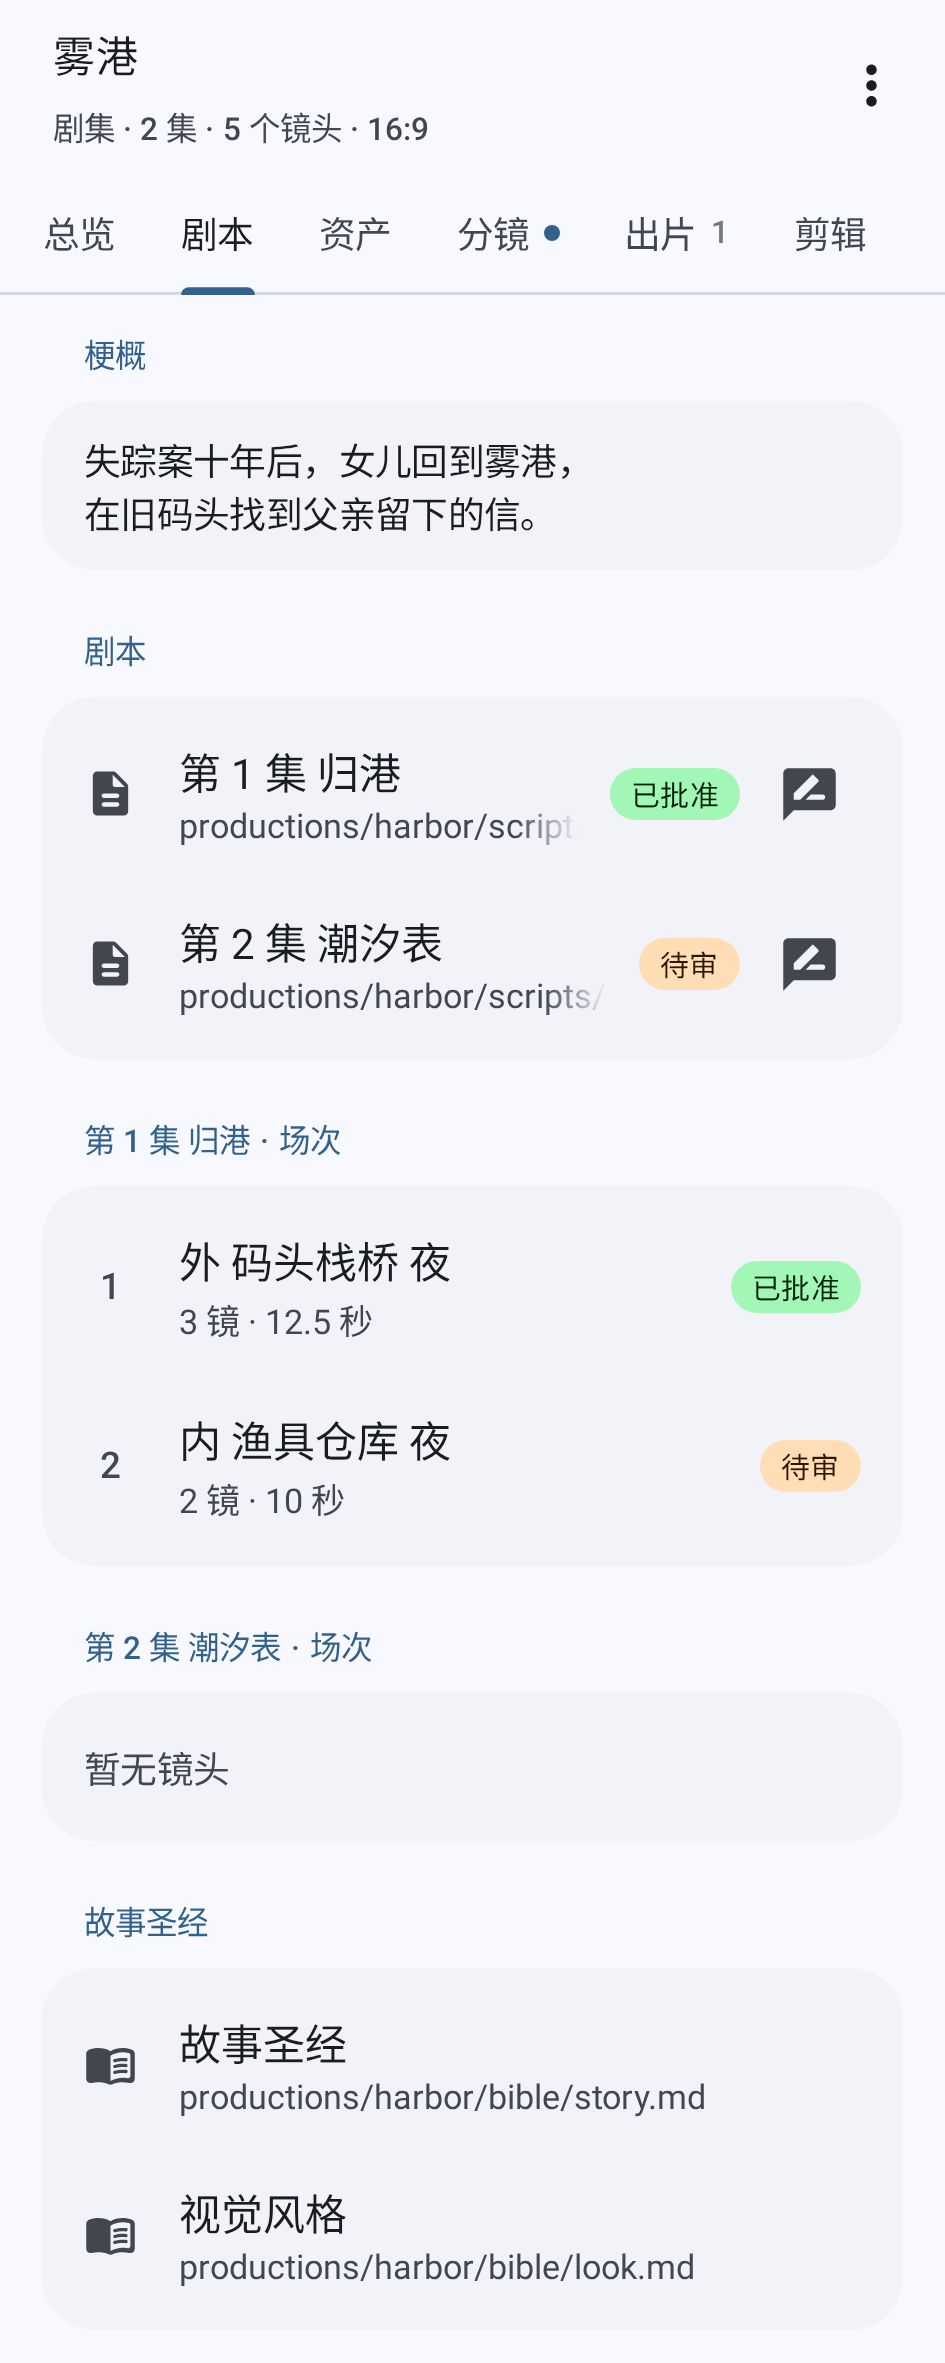 雾港
剧集 · 2 集 · 5 个镜头 · 16:9
总览 剧本 资产 分镜 出片 1 剪辑
梗概
失踪案十年后，女儿回到雾港，
在旧码头找到父亲留下的信。
剧本
第 1 集 归港
已批准
productions/harbor/script
第 2 集 潮汐表
待审
productions/harbor/scripts/
第 1 集 归港 · 场次
1
外 码头栈桥 夜
已批准
3 镜 · 12.5 秒
2
内 渔具仓库 夜
待审
2 镜 · 10 秒
第 2 集 潮汐表 · 场次
暂无镜头
故事圣经
故事圣经
productions/harbor/bible/story.md
视觉风格
productions/harbor/bible/look.md